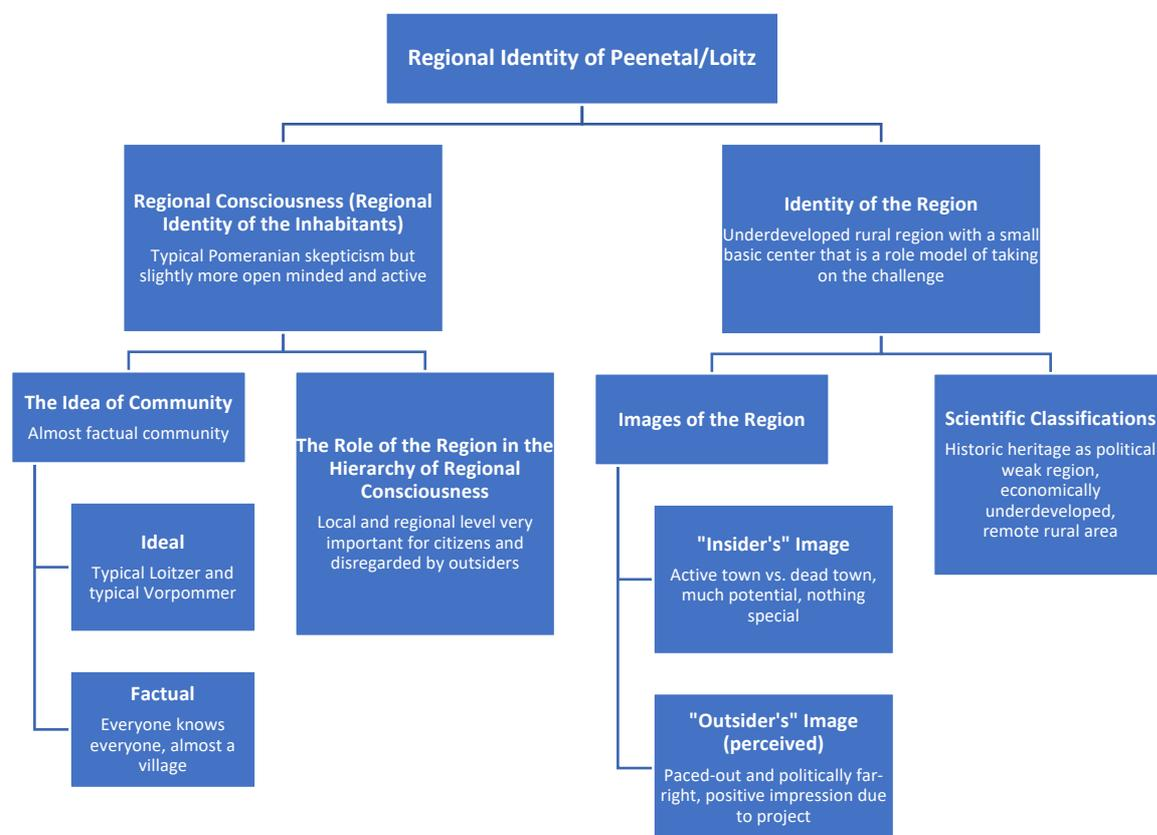 Regional Identity of Peenetal/Loitz
Regional Consciousness (Regional
Identity of the Inhabitants)
Typical Pomeranian skepticism but
slightly more open minded and active
Identity of the Region
Underdeveloped rural region with a small
basic center that is a role model of taking
on the challenge
The Idea of Community
Almost factual community
Ideal
Typical Loitzer and
typical Vorpommer
Factual
Everyone knows
everyone, almost a
village
The Role of the Region in the
Hierarchy of Regional
Consciousness
Local and regional level very
important for citizens and
disregarded by outsiders
Images of the Region
"Insider's" Image
Active town vs. dead town,
much potential, nothing
special
"Outsider's" Image
(perceived)
Paced-out and politically far-
right, positive impression due
to project
Scientific Classifications
Historic heritage as political
weak region,
economically
underdeveloped,
remote rural area